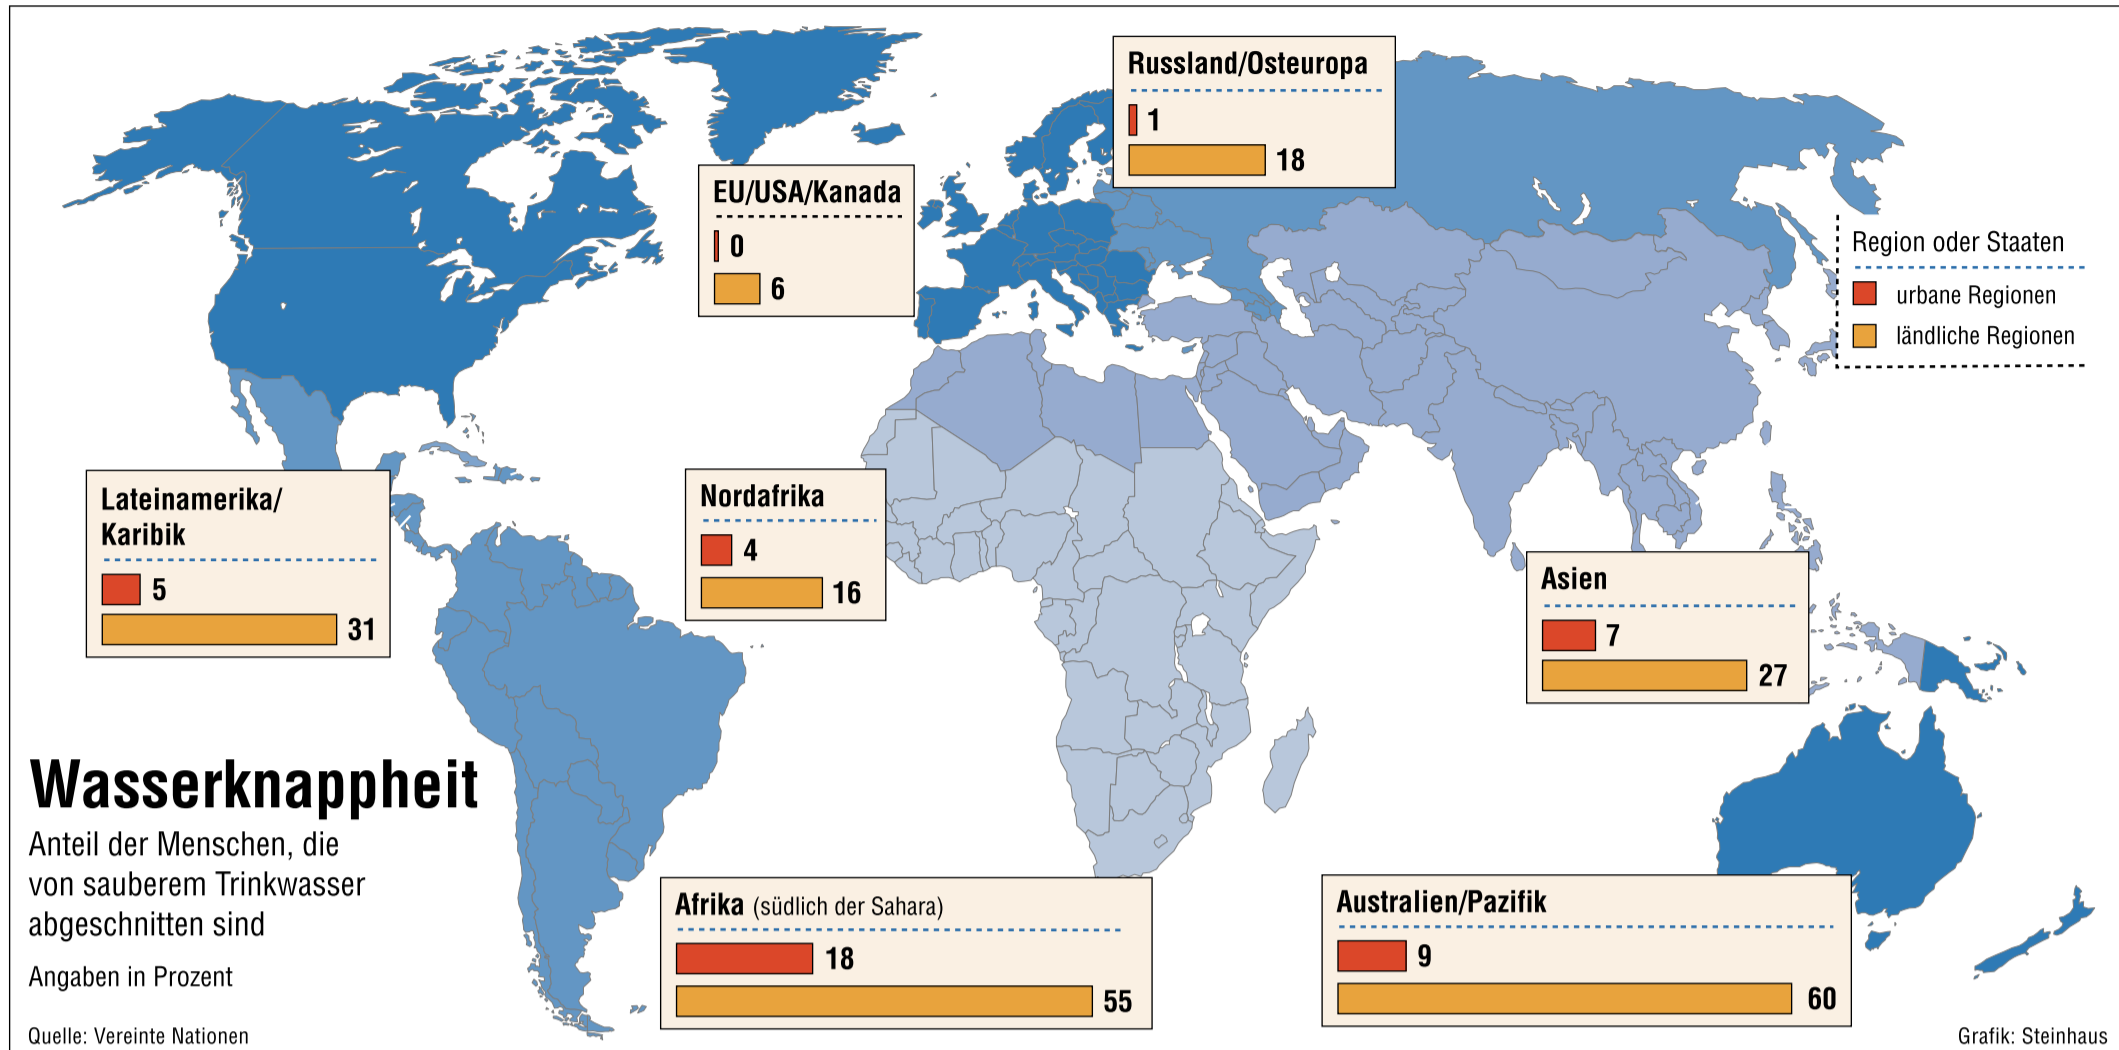 Russland/Osteuropa
1
18
EU/USA/Kanada
0
6
Region oder Staaten
urbane Regionen
ländliche Regionen
Lateinamerika/
Karibik
5
31
Nordafrika
4
16
Asien
7
27
Wasserknappheit
Anteil der Menschen, die
von sauberem Trinkwasser
abgeschnitten sind
Angaben in Prozent
Quelle: Vereinte Nationen
Afrika (südlich der Sahara)
18
55
Australien/Pazifik
9
60
Grafik: Steinhaus